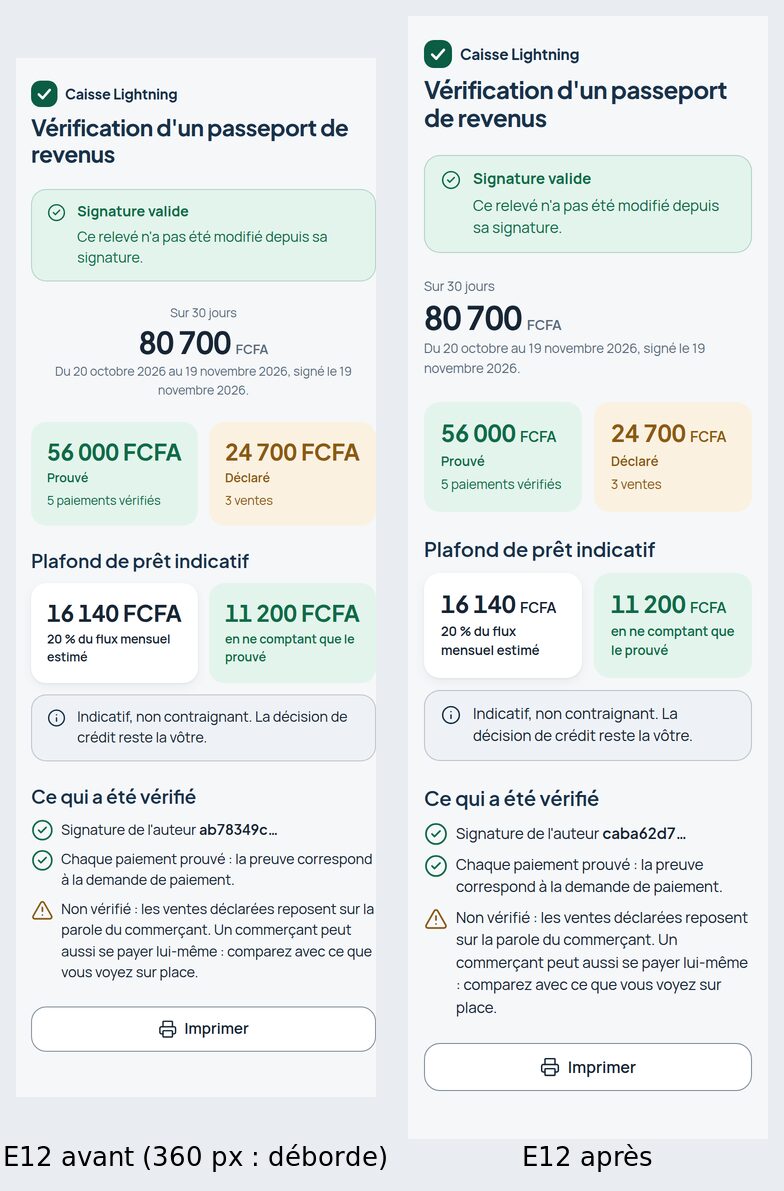 Caisse Lightning
Vérification d'un passeport de
revenus
Signature valide
Ce relevé n'a pas été modifié depuis sa
signature.
Sur 30 jours
80 700 FCFA
Du 20 octobre 2026 au 19 novembre 2026, signé le 19
novembre 2026.
56 000 FCFA
Prouvé
5 paiements vérifiés
24 700 FCFA
Déclaré
3 ventes
Plafond de prêt indicatif
16 140 FCFA
20 % du flux mensuel
estimé
11 200 FCFA
en ne comptant que le
prouvé
Indicatif, non contraignant. La décision de
crédit reste la vôtre.
Ce qui a été vérifié
Signature de l'auteur ab78349c…
Chaque paiement prouvé : la preuve correspond
à la demande de paiement.
Non vérifié : les ventes déclarées reposent sur la
parole du commerçant. Un commerçant peut
aussi se payer lui-même : comparez avec ce que
vous voyez sur place.
Imprimer
E12 avant (360 px : déborde)
Caisse Lightning
Vérification d'un passeport
de revenus
Signature valide
Ce relevé n'a pas été modifié depuis
sa signature.
Sur 30 jours
80 700 FCFA
Du 20 octobre 2026 au 19 novembre 2026, signé le 19
novembre 2026.
56 000 FCFA
Prouvé
5 paiements vérifiés
24 700 FCFA
Déclaré
3 ventes
Plafond de prêt indicatif
16 140 FCFA
20 % du flux
mensuel estimé
11 200 FCFA
en ne comptant que
le prouvé
Indicatif, non contraignant. La
décision de crédit reste la vôtre.
Ce qui a été vérifié
Signature de l'auteur caba62d7…
Chaque paiement prouvé : la preuve
correspond à la demande de paiement.
Non vérifié : les ventes déclarées reposent
sur la parole du commerçant. Un
commerçant peut aussi se payer lui-même
: comparez avec ce que vous voyez sur
place.
Imprimer
E12 après